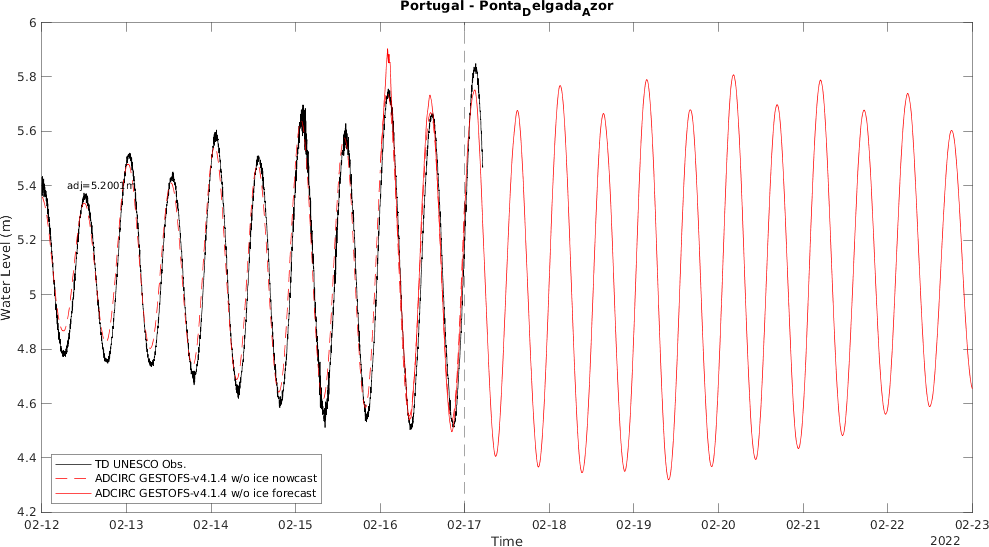 Portugal - PontaDelgadaAzor
6
5.8
5.6
5.4
5.2
5
4.8
4.6
4.4
4.2
Water Level (m)
adj=5.2001m
TD UNESCO Obs.
ADCIRC GESTOFS-v4.1.4 w/o ice nowcast
ADCIRC GESTOFS-v4.1.4 w/o ice forecast
02-12 02-13 02-14 02-15 02-16 02-17 02-18 02-19 02-20 02-21 02-22 02-23
Time
2022